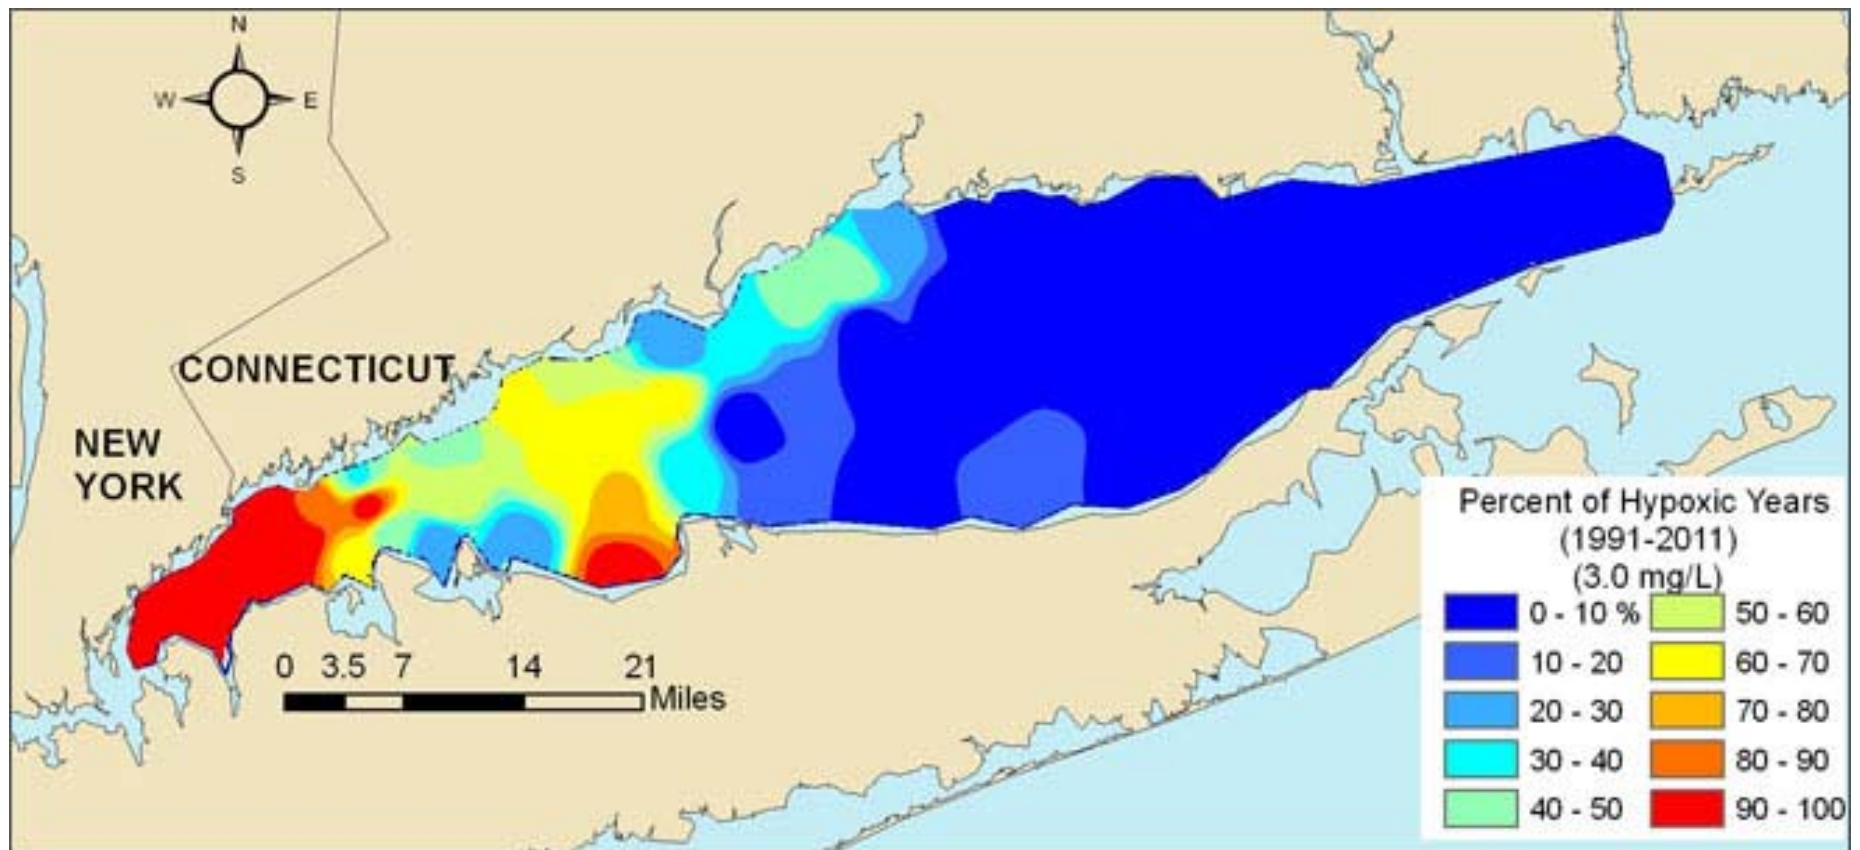 N
W E
S
CONNECTICUT
NEW
YORK
0 3.5 7 14 21
Miles
Percent of Hypoxic Years
(1991-2011)
(3.0 mg/L)
0 - 10 % 50 - 60
10 - 20 60 - 70
20 - 30 70 - 80
30 - 40 80 - 90
40 - 50 90 - 100